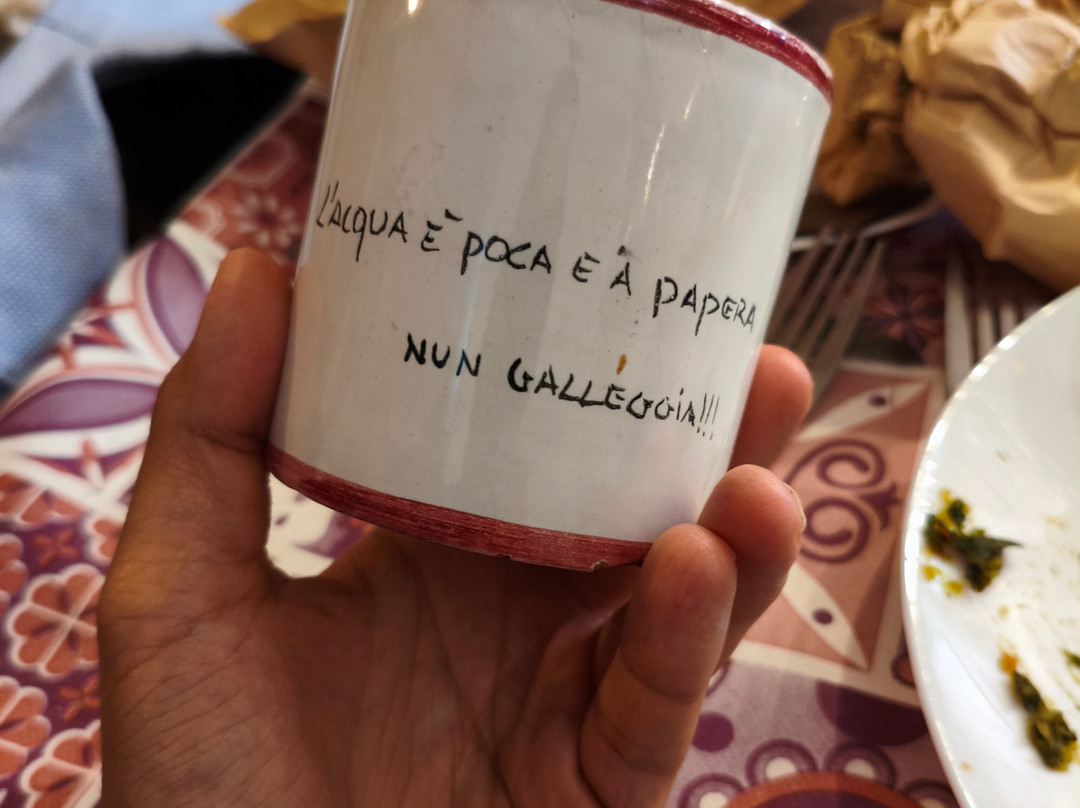 L'ACQUA È POCA E À PAPERA
NUN GALLEGGiA!!!